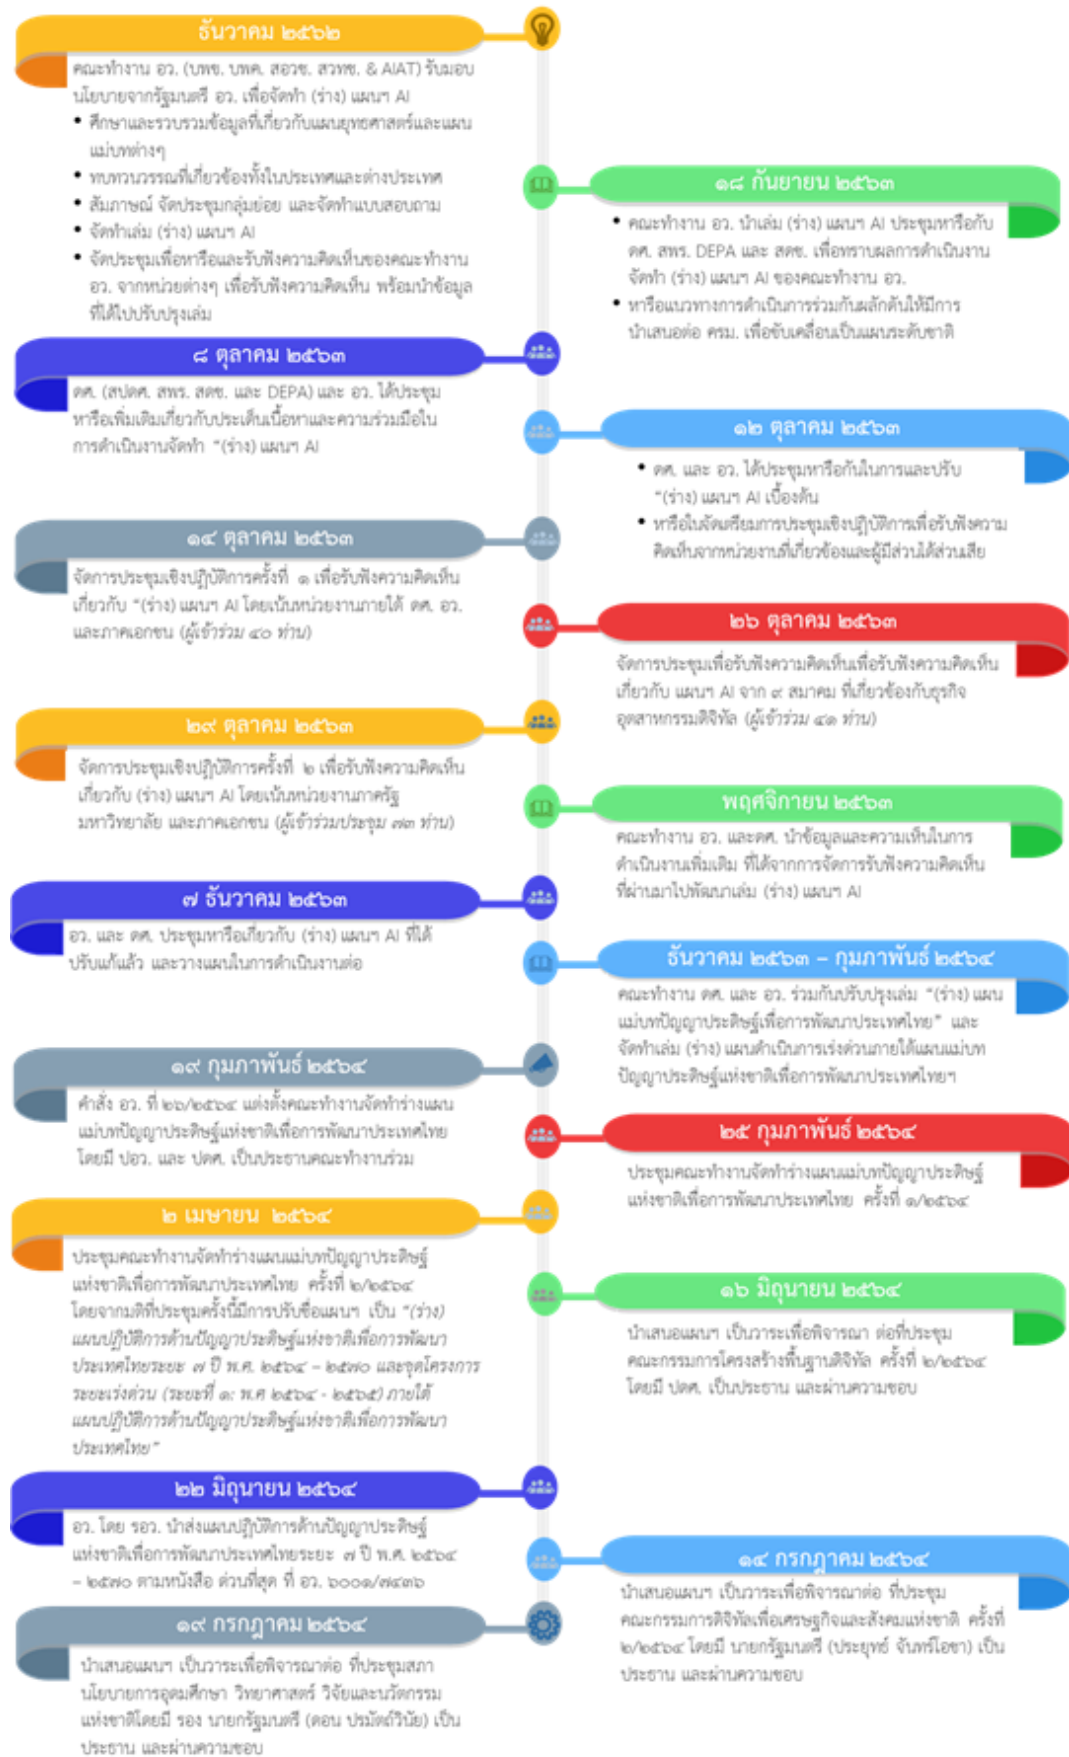 ธันวาคม ๒๕๖๒
คณะทำงาน อว. (บพข. บพค. สอวช. สวทช. & AIAT) รับมอบ
นโยบายจากรัฐมนตรี อว. เพื่อจัดทำ (ร่าง) แผนฯ AI
• ศึกษาและรวบรวมข้อมูลที่เกี่ยวกับแผนยุทธศาสตร์และแผน
แม่บทต่างๆ
• ทบทวนวรรณที่เกี่ยวข้องทั้งในประเทศและต่างประเทศ
• สัมภาษณ์ จัดประชุมกลุ่มย่อย และจัดทำแบบสอบถาม
• จัดทำเล่ม (ร่าง) แผนฯ AI
• จัดประชุมเพื่อหารือและรับฟังความคิดเห็นของคณะทำงาน
อว. จากหน่วยต่างๆ เพื่อรับฟังความคิดเห็น พร้อมนำข้อมูล
ที่ได้ไปปรับปรุงเล่ม
๑๘ กันยายน ๒๕๖๓
• คณะทำงาน อว. นำเล่ม (ร่าง) แผนฯ AI ประชุมหารือกับ
ดศ. สพร. DEPA และ สดช. เพื่อทราบผลการดำเนินงาน
จัดทำ (ร่าง) แผนฯ AI ของคณะทำงาน อว.
• หารือแนวทางการดำเนินการร่วมกันผลักดันให้มีการ
นำเสนอต่อ ครม. เพื่อขับเคลื่อนเป็นแผนระดับชาติ
๘ ตุลาคม ๒๕๖๓
ดศ. (สปดศ. สพร. สดช. และ DEPA) และ อว. ได้ประชุม
หารือเพิ่มเติมเกี่ยวกับประเด็นเนื้อหาและความร่วมมือใน
การดำเนินงานจัดทำ “(ร่าง) แผนฯ AI
๑๒ ตุลาคม ๒๕๖๓
• ดศ. และ อว. ได้ประชุมหารือกันในการและปรับ
“(ร่าง) แผนฯ AI เบื้องต้น
• หารือในจัดเตรียมการประชุมเชิงปฏิบัติการเพื่อรับฟังความ
คิดเห็นจากหน่วยงานที่เกี่ยวข้องและผู้มีส่วนได้ส่วนเสีย
๑๔ ตุลาคม ๒๕๖๓
จัดการประชุมเชิงปฏิบัติการครั้งที่ ๑ เพื่อรับฟังความคิดเห็น
เกี่ยวกับ “(ร่าง) แผนฯ AI โดยเน้นหน่วยงานภายใต้ ดศ. อว.
และภาคเอกชน (ผู้เข้าร่วม ๔๐ ท่าน)
๒๖ ตุลาคม ๒๕๖๓
จัดการประชุมเพื่อรับฟังความคิดเห็นเพื่อรับฟังความคิดเห็น
เกี่ยวกับ แผนฯ AI จาก ๙ สมาคม ที่เกี่ยวข้องกับธุรกิจ
อุตสาหกรรมดิจิทัล (ผู้เข้าร่วม ๔๑ ท่าน)
๒๙ ตุลาคม ๒๕๖๓
จัดการประชุมเชิงปฏิบัติการครั้งที่ ๒ เพื่อรับฟังความคิดเห็น
เกี่ยวกับ (ร่าง) แผนฯ AI โดยเน้นหน่วยงานภาครัฐ
มหาวิทยาลัย และภาคเอกชน (ผู้เข้าร่วมประชุม ๗๓ ท่าน)
พฤศจิกายน ๒๕๖๓
คณะทำงาน อว. และดศ. นำข้อมูลและความเห็นในการ
ดำเนินงานเพิ่มเติม ที่ได้จากการจัดการรับฟังความคิดเห็น
ที่ผ่านมาไปพัฒนาเล่ม (ร่าง) แผนฯ AI
๗ ธันวาคม ๒๕๖๓
อว. และ ดศ. ประชุมหารือเกี่ยวกับ (ร่าง) แผนฯ AI ที่ได้
ปรับแก้แล้ว และวางแผนในการดำเนินงานต่อ
ธันวาคม ๒๕๖๓ – กุมภาพันธ์ ๒๕๖๔
คณะทำงาน ดศ. และ อว. ร่วมกันปรับปรุงเล่ม “(ร่าง) แผน
แม่บทปัญญาประดิษฐ์เพื่อการพัฒนาประเทศไทย” และ
จัดทำเล่ม (ร่าง) แผนดำเนินการเร่งด่วนภายใต้แผนแม่บท
ปัญญาประดิษฐ์แห่งชาติเพื่อการพัฒนาประเทศไทยฯ
๑๙ กุมภาพันธ์ ๒๕๖๔
คำสั่ง อว. ที่ ๒๖/๒๕๖๔ แต่งตั้งคณะทำงานจัดทำร่างแผน
แม่บทปัญญาประดิษฐ์แห่งชาติเพื่อการพัฒนาประเทศไทย
โดยมี ปอว. และ ปดศ. เป็นประธานคณะทำงานร่วม
๒๕ กุมภาพันธ์ ๒๕๖๔
ประชุมคณะทำงานจัดทำร่างแผนแม่บทปัญญาประดิษฐ์
แห่งชาติเพื่อการพัฒนาประเทศไทย ครั้งที่ ๑/๒๕๖๔
๒ เมษายน ๒๕๖๔
ประชุมคณะทำงานจัดทำร่างแผนแม่บทปัญญาประดิษฐ์
แห่งชาติเพื่อการพัฒนาประเทศไทย ครั้งที่ ๒/๒๕๖๔
โดยจากมติที่ประชุมครั้งนี้มีการปรับชื่อแผนฯ เป็น “(ร่าง)
แผนปฏิบัติการด้านปัญญาประดิษฐ์แห่งชาติเพื่อการพัฒนา
ประเทศไทยระยะ ๗ ปี พ.ศ. ๒๕๖๔ – ๒๕๗๐ และชุดโครงการ
ระยะเร่งด่วน (ระยะที่ ๑: พ.ศ ๒๕๖๔ - ๒๕๖๕) ภายใต้
แผนปฏิบัติการด้านปัญญาประดิษฐ์แห่งชาติเพื่อการพัฒนา
ประเทศไทย”
๑๖ มิถุนายน ๒๕๖๔
นำเสนอแผนฯ เป็นวาระเพื่อพิจารณา ต่อที่ประชุม
คณะกรรมการโครงสร้างพื้นฐานดิจิทัล ครั้งที่ ๒/๒๕๖๔
โดยมี ปดศ. เป็นประธาน และผ่านความชอบ
๒๒ มิถุนายน ๒๕๖๔
อว. โดย รอว. นำส่งแผนปฏิบัติการด้านปัญญาประดิษฐ์
แห่งชาติเพื่อการพัฒนาประเทศไทยระยะ ๗ ปี พ.ศ. ๒๕๖๔
– ๒๕๗๐ ตามหนังสือ ด่วนที่สุด ที่ อว. ๖๐๐๑/๗๔๓๖
๑๔ กรกฎาคม ๒๕๖๔
นำเสนอแผนฯ เป็นวาระเพื่อพิจารณาต่อ ที่ประชุม
คณะกรรมการดิจิทัลเพื่อเศรษฐกิจและสังคมแห่งชาติ ครั้งที่
๒/๒๕๖๔ โดยมี นายกรัฐมนตรี (ประยุทธ์ จันทร์โอชา) เป็น
ประธาน และผ่านความชอบ
๑๙ กรกฎาคม ๒๕๖๔
นำเสนอแผนฯ เป็นวาระเพื่อพิจารณาต่อ ที่ประชุมสภา
นโยบายการอุดมศึกษา วิทยาศาสตร์ วิจัยและนวัตกรรม
แห่งชาติโดยมี รอง นายกรัฐมนตรี (ดอน ปรมัตถ์วินัย) เป็น
ประธาน และผ่านความชอบ